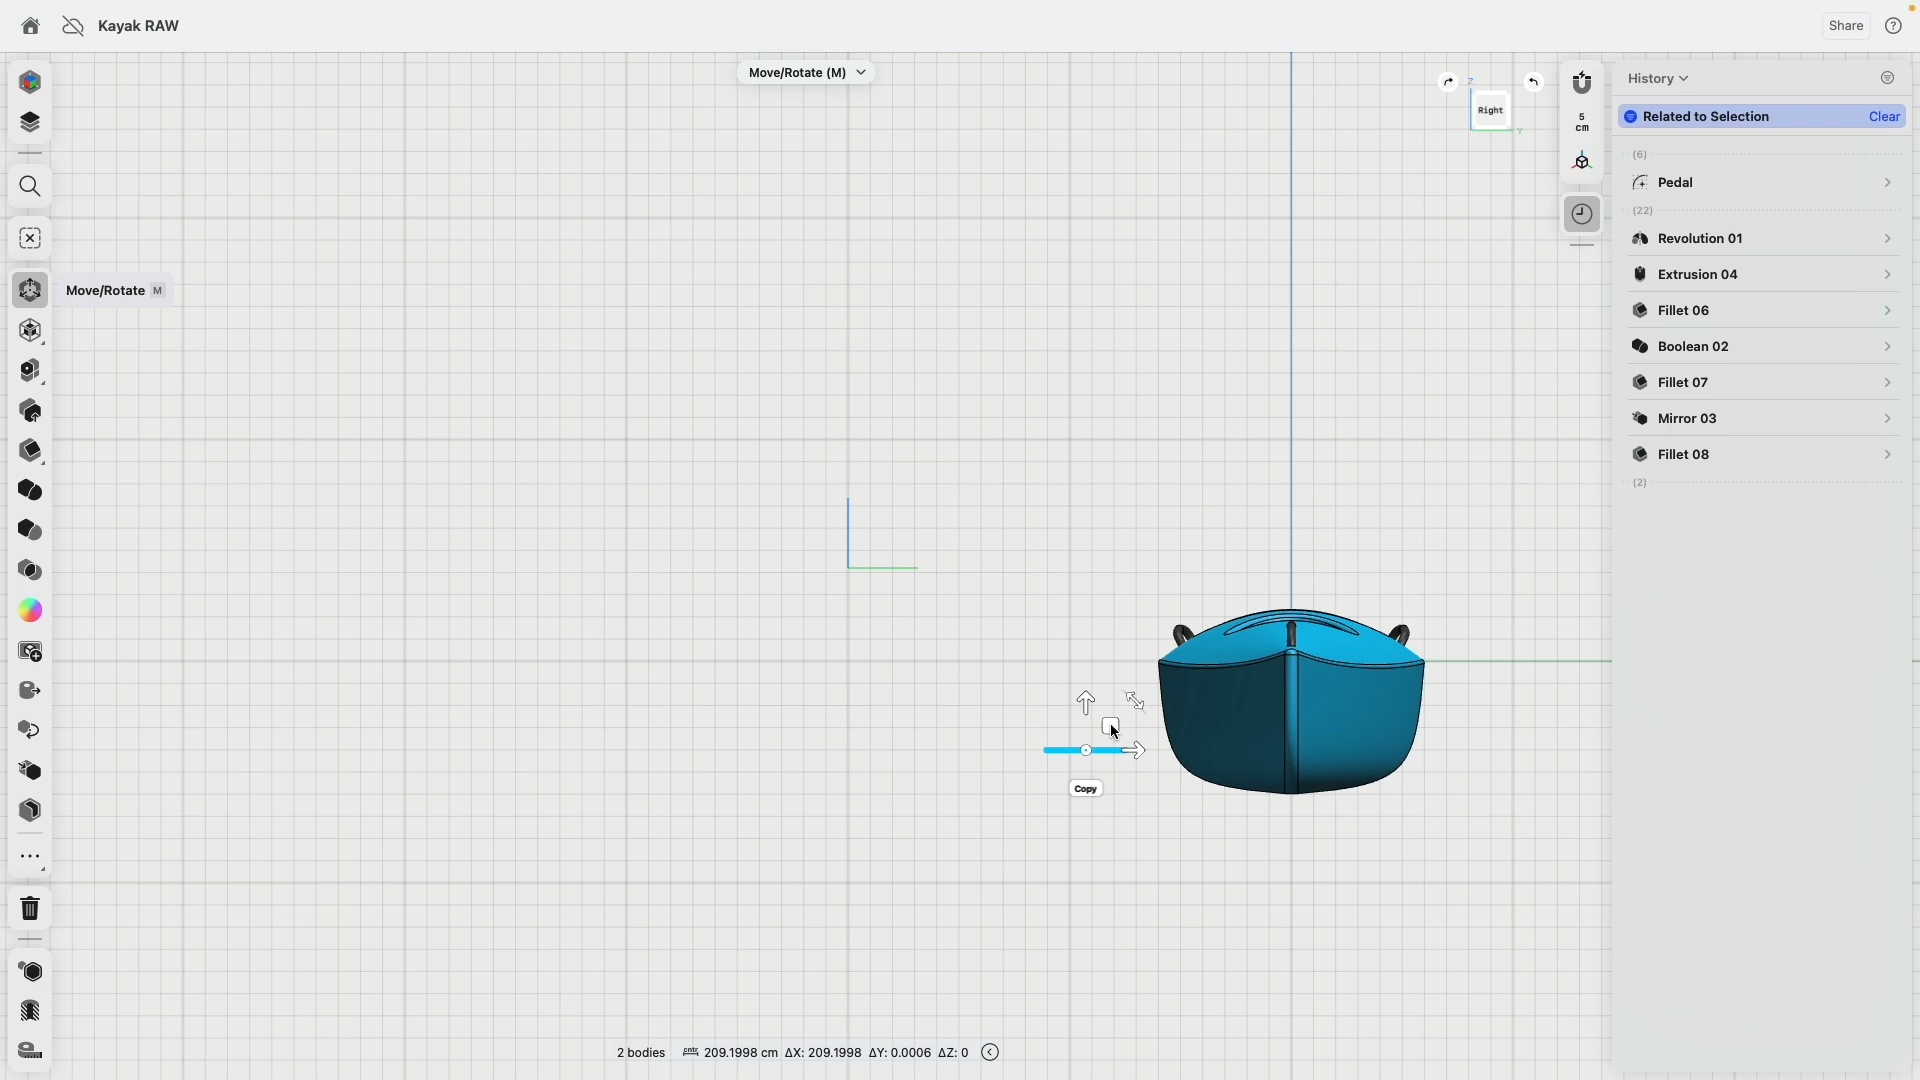 Kayak RAW
Share
Move/Rotate (M)
Z
Right
Y
5
cm
History
Related to Selection
Clear
(6)
Pedal
(22)
Revolution 01
Extrusion 04
Fillet 06
Boolean 02
Fillet 07
Mirror 03
Fillet 08
(2)
Move/Rotate M
Copy
2 bodies cntr 209.1998 cm ΔX: 209.1998 ΔY: 0.0006 ΔZ: 0